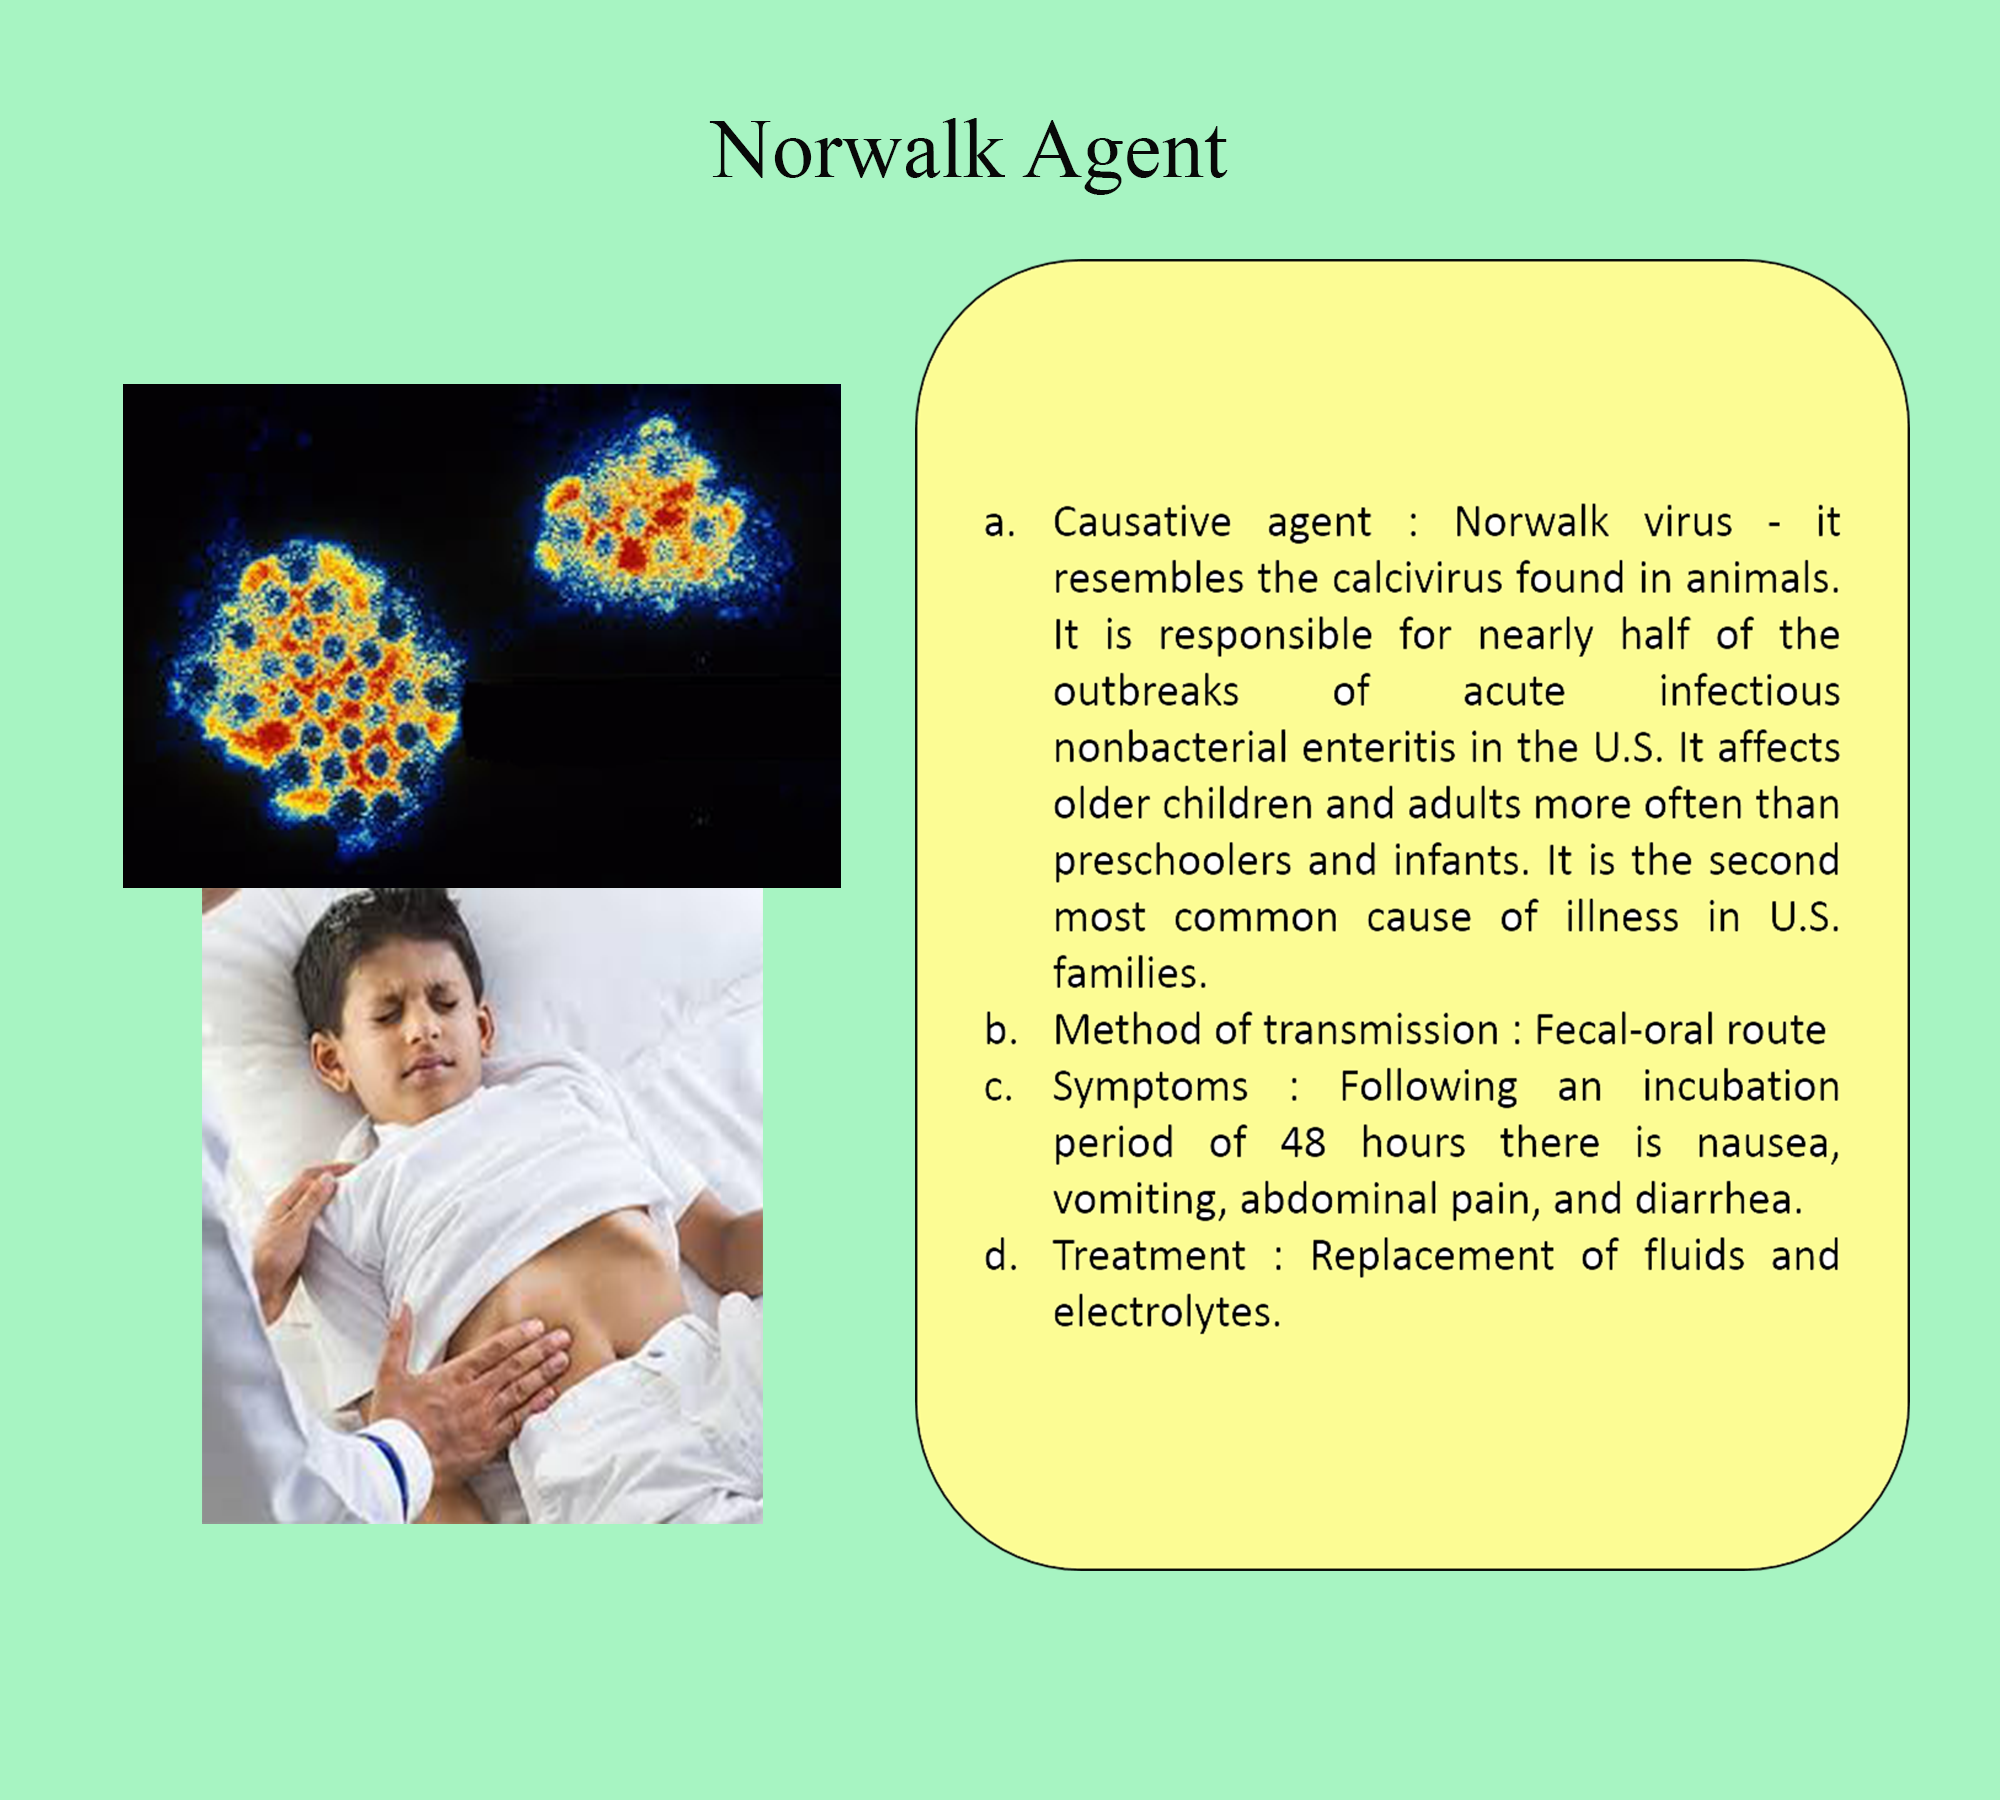 Norwalk Agent
a. Causative agent : Norwalk virus - it
resembles the calcivirus found in animals.
It is responsible for nearly half of the
outbreaks of acute infectious
nonbacterial enteritis in the U.S. It affects
older children and adults more often than
preschoolers and infants. It is the second
most common cause of illness in U.S.
families.
b. Method of transmission : Fecal-oral route
c. Symptoms : Following an incubation
period of 48 hours there is nausea,
vomiting, abdominal pain, and diarrhea.
d. Treatment : Replacement of fluids and
electrolytes.